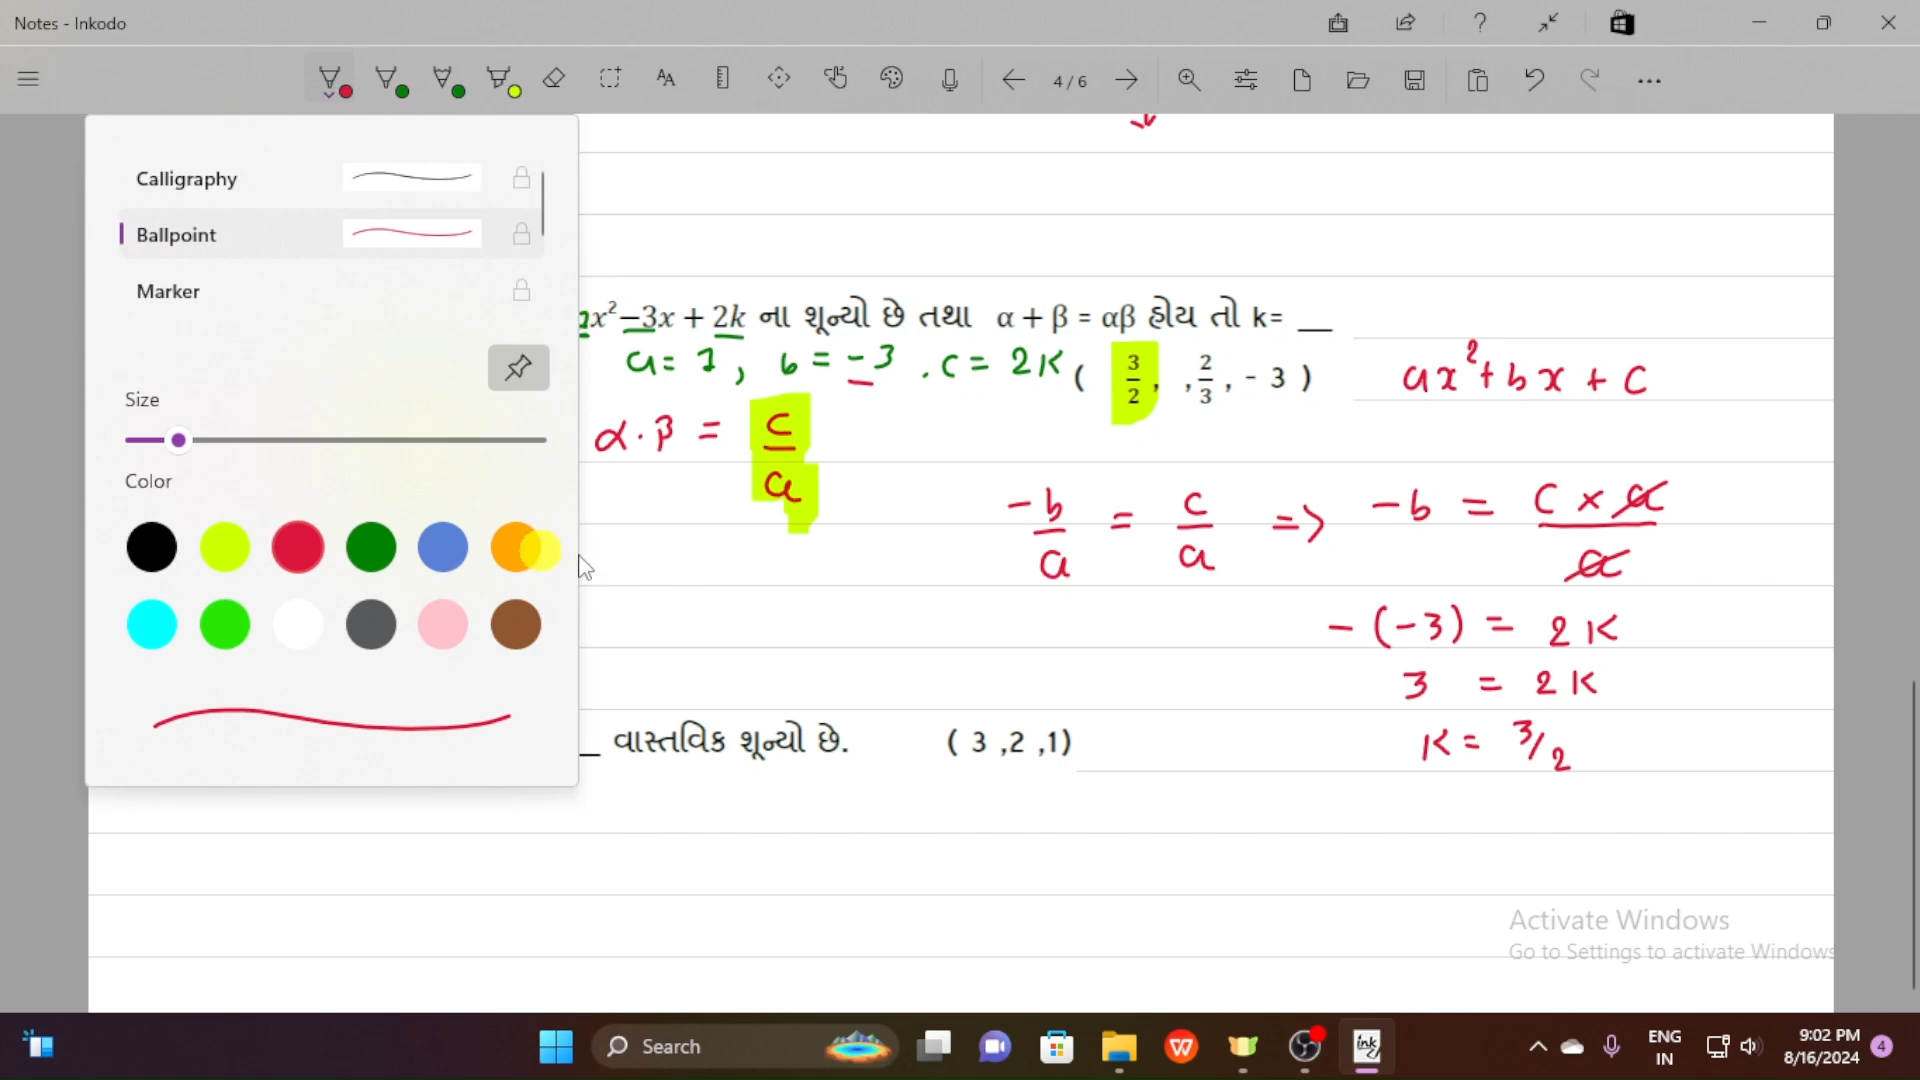 Notes - Inkodo
4 / 6
Calligraphy
Ballpoint
Marker
Size
Color
x²−3x + 2k ના શૂન્યો છે તથા α + β = αβ હોય તો k= __
a = 1 , b = - 3 . c = 2K
( 3/2 , , 2/3 , - 3 )
ax² + bx + c
α . β = c/a
-b/a = c/a => -b = c × a / a
- (-3) = 2K
3 = 2K
K = 3/2
_ વાસ્તવિક શૂન્યો છે. ( 3 ,2 ,1)
Activate Windows
Go to Settings to activate Windows
Search
ink
ENG
IN
9:02 PM
8/16/2024
4